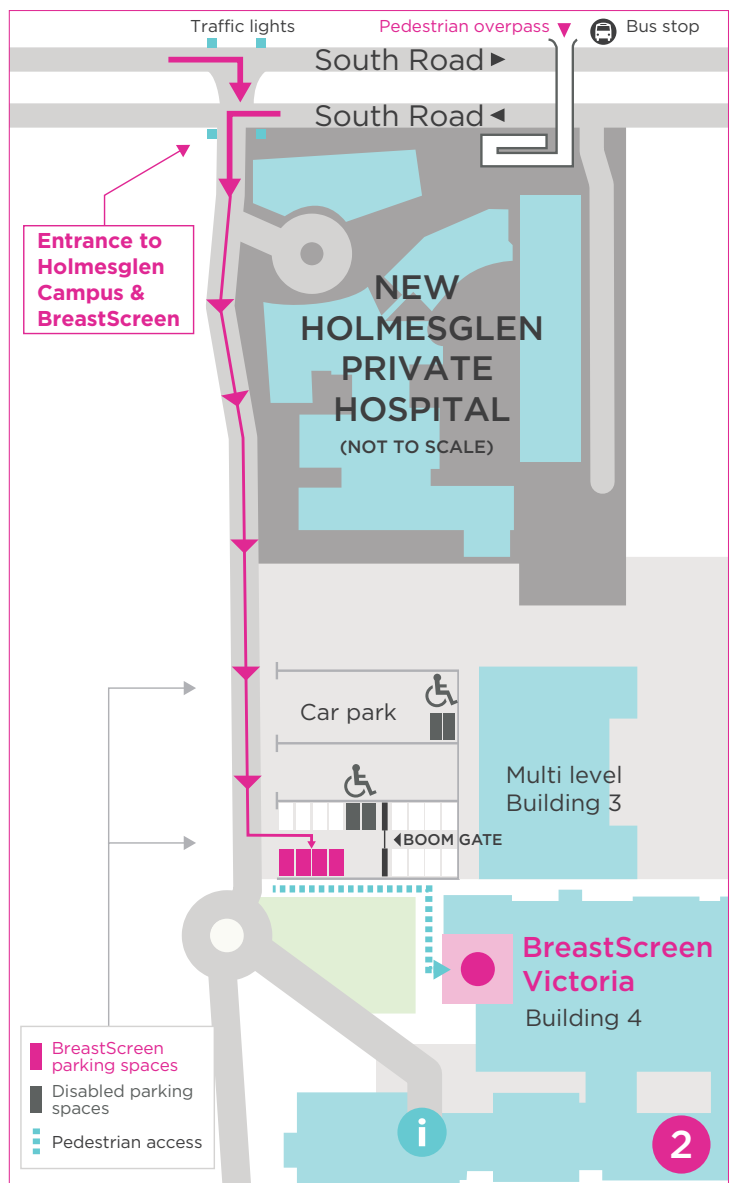 Traffic lights
Pedestrian overpass
Bus stop
South Road
South Road
Entrance to
Holmesglen
Campus &
BreastScreen
NEW
HOLMESGLEN
PRIVATE
HOSPITAL
(NOT TO SCALE)
Car park
Multi level
Building 3
BOOM GATE
BreastScreen
Victoria
Building 4
BreastScreen
parking spaces
Disabled parking
spaces
Pedestrian access
i
2